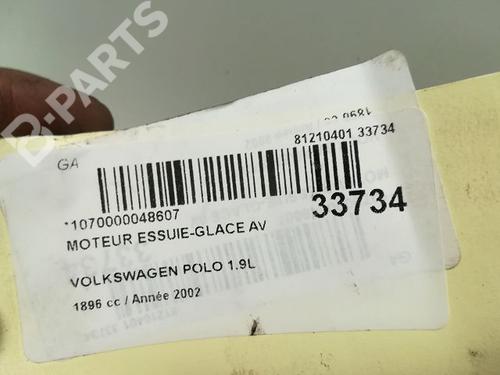 B-PARTS
GA
81210401 33734
*1070000048607
33734
MOTEUR ESSUIE-GLACE AV
VOLKSWAGEN POLO 1.9L
1896 cc / Année 2002